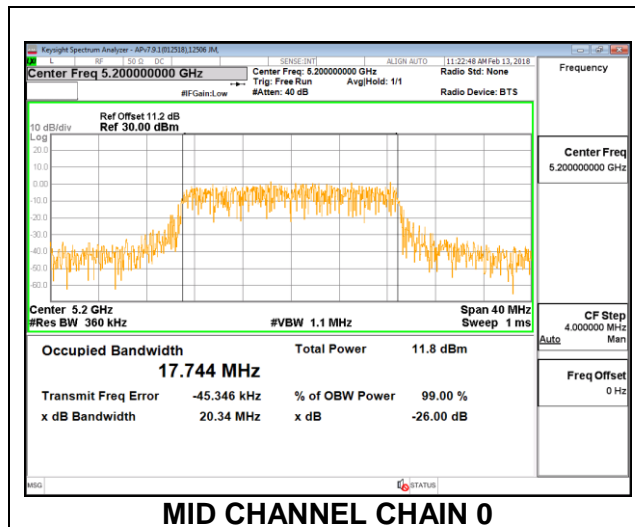 Keysight Spectrum Analyzer - APv7.9.1(012518),12506 JM,
L RF 50 Ω DC SENSE:INT ALIGN AUTO 11:22:48 AM Feb 13, 2018
Center Freq 5.200000000 GHz
Center Freq: 5.200000000 GHz
Radio Std: None
Trig: Free Run Avg|Hold: 1/1
#IFGain:Low #Atten: 40 dB Radio Device: BTS
Frequency
Ref Offset 11.2 dB
10 dB/div Ref 30.00 dBm
Log
20.0
10.0
0.00
-10.0
-20.0
-30.0
-40.0
-50.0
-60.0
Center Freq
5.200000000 GHz
Center 5.2 GHz Span 40 MHz
#Res BW 360 kHz #VBW 1.1 MHz Sweep 1 ms
CF Step
4.000000 MHz
Auto Man
Occupied Bandwidth Total Power 11.8 dBm
17.744 MHz
Transmit Freq Error -45.346 kHz % of OBW Power 99.00 %
x dB Bandwidth 20.34 MHz x dB -26.00 dB
Freq Offset
0 Hz
MSG STATUS
MID CHANNEL CHAIN 0